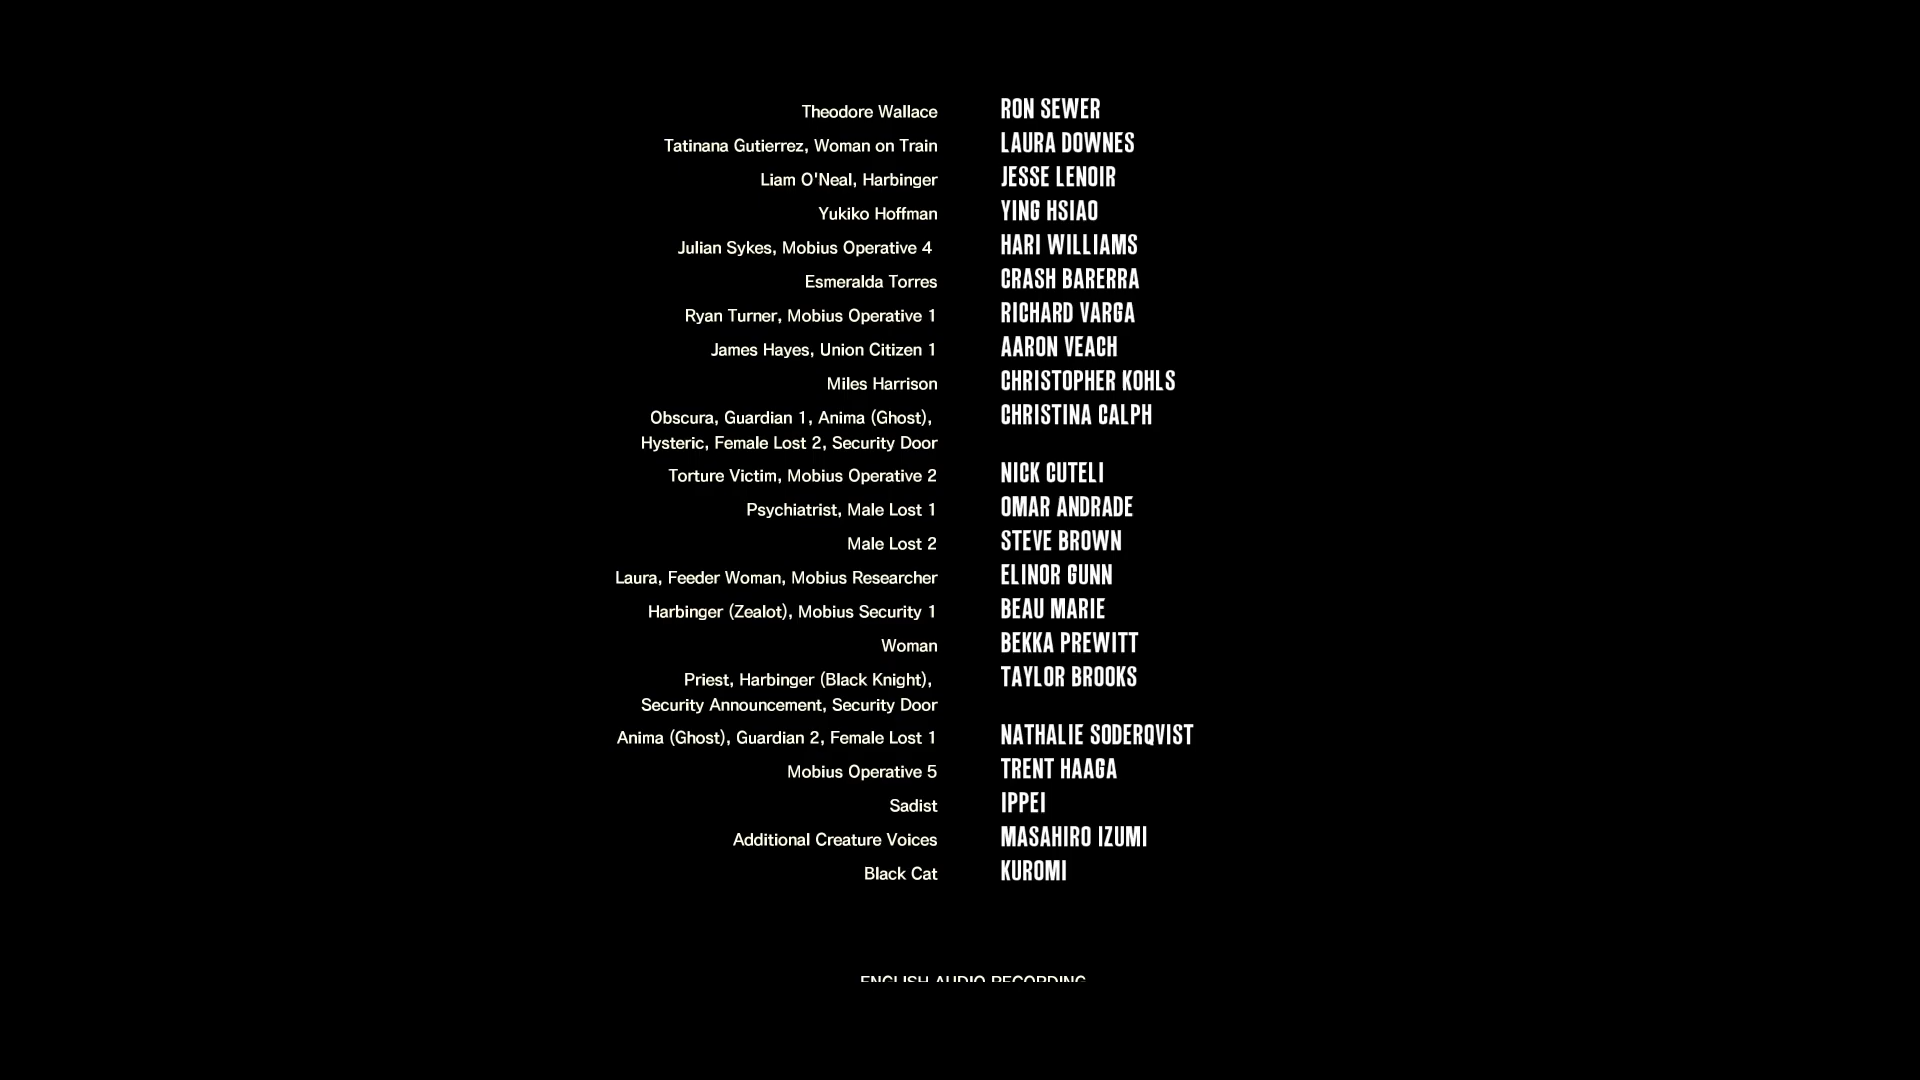 Theodore Wallace RON SEWER
Tatinana Gutierrez, Woman on Train LAURA DOWNES
Liam O'Neal, Harbinger JESSE LENOIR
Yukiko Hoffman YING HSIAO
Julian Sykes, Mobius Operative 4 HARI WILLIAMS
Esmeralda Torres CRASH BARERRA
Ryan Turner, Mobius Operative 1 RICHARD VARGA
James Hayes, Union Citizen 1 AARON VEACH
Miles Harrison CHRISTOPHER KOHLS
Obscura, Guardian 1, Anima (Ghost), CHRISTINA CALPH
Hysteric, Female Lost 2, Security Door
Torture Victim, Mobius Operative 2 NICK CUTELI
Psychiatrist, Male Lost 1 OMAR ANDRADE
Male Lost 2 STEVE BROWN
Laura, Feeder Woman, Mobius Researcher ELINOR GUNN
Harbinger (Zealot), Mobius Security 1 BEAU MARIE
Woman BEKKA PREWITT
Priest, Harbinger (Black Knight), TAYLOR BROOKS
Security Announcement, Security Door
Anima (Ghost), Guardian 2, Female Lost 1 NATHALIE SODERQVIST
Mobius Operative 5 TRENT HAAGA
Sadist IPPEI
Additional Creature Voices MASAHIRO IZUMI
Black Cat KUROMI
ENGLISH AUDIO RECORDING